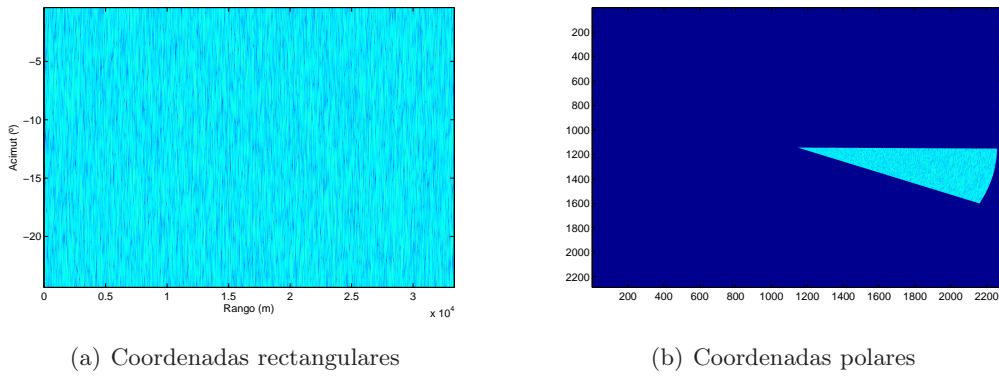 −5
−10
−15
−20
Acimut (º)
0 0.5 1 1.5 2 2.5 3
Rango (m)
x 10⁴
(a) Coordenadas rectangulares
200
400
600
800
1000
1200
1400
1600
1800
2000
2200
200 400 600 800 1000 1200 1400 1600 1800 2000 2200
(b) Coordenadas polares